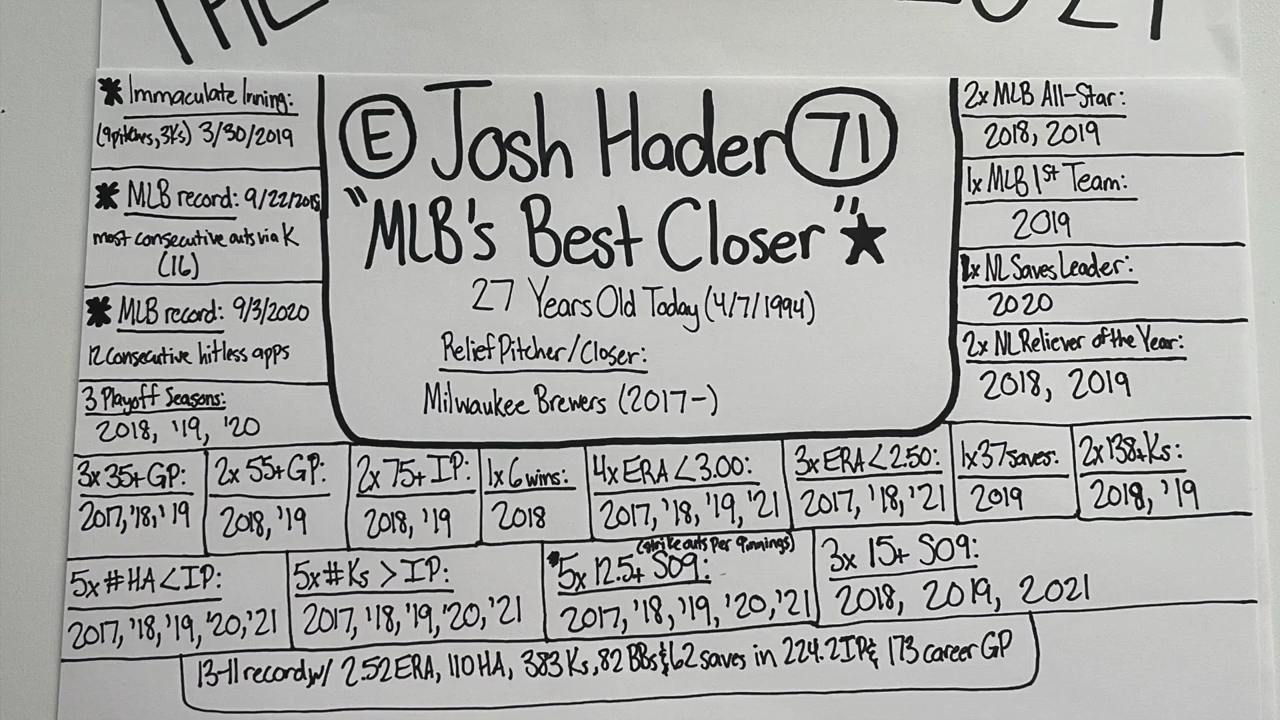 THE 2021
* Immaculate Inning:
(9 pitches, 3Ks) 3/30/2019
* MLB record: 9/22/2018
most consecutive outs via K
(16)
* MLB record: 9/3/2020
12 consecutive hitless apps
3 Playoff Seasons:
2018, '19, '20
E Josh Hader 71
"MLB's Best Closer" ★
27 Years Old Today (4/7/1994)
Relief Pitcher/Closer:
Milwaukee Brewers (2017-)
2x MLB All-Star:
2018, 2019
1x MLB 1st Team:
2019
1x NL Saves Leader:
2020
2x NL Reliever of the Year:
2018, 2019
3x 35+ GP:
2017, '18, '19
2x 55+ GP:
2018, '19
2x 75+ IP:
2018, '19
1x 6 wins:
2018
4x ERA < 3.00:
2017, '18, '19, '21
3x ERA < 2.50:
2017, '18, '21
1x 37 saves:
2019
2x 138+ Ks:
2018, '19
5x #HA < IP:
2017, '18, '19, '20, '21
5x #Ks > IP:
2017, '18, '19, '20, '21
(strikeouts per 9 innings)
*5x 12.5+ SO9:
2017, '18, '19, '20, '21
3x 15+ SO9:
2018, 2019, 2021
13-11 record w/ 2.52 ERA, 110 HA, 383 Ks, 82 BBs & 62 saves in 224.2 IP & 173 career GP